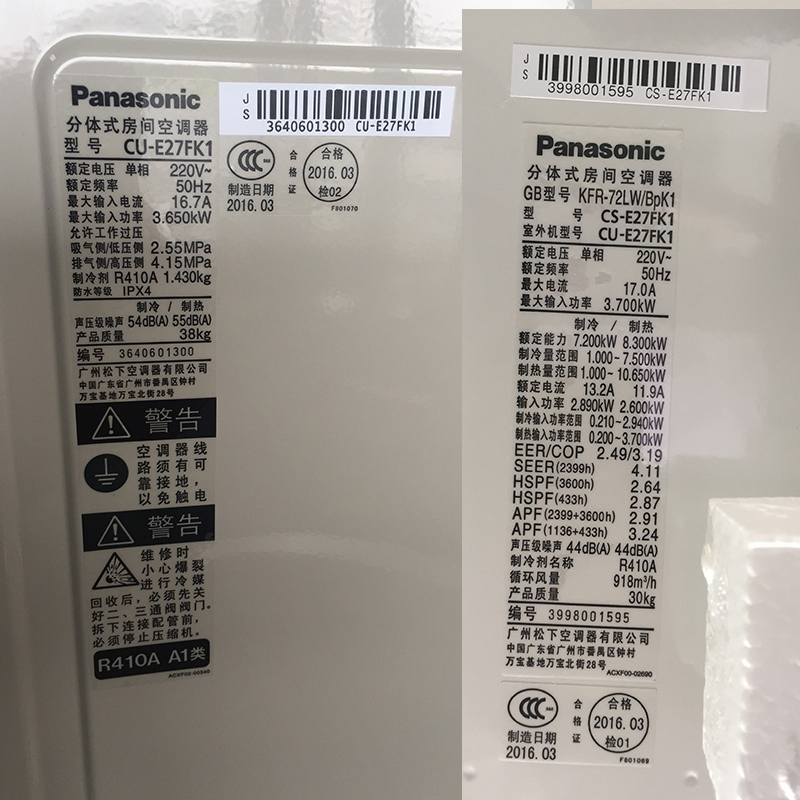 Panasonic
分体式房间空调器
型 号 CU-E27FK1
额定电压 单相 220V~
额定频率 50Hz
最大输入电流 16.7A
最大输入功率 3.650kW
允许工作过压
吸气侧/低压侧 2.55MPa
排气侧/高压侧 4.15MPa
制冷剂 R410A 1.430kg
防水等级 IPX4
制冷 / 制热
声压级噪声 54dB(A) 55dB(A)
产品质量 38kg
编号 3640601300
广州松下空调器有限公司
中国广东省广州市番禺区钟村
万宝基地万宝北街28号
警告
空调器线
路须有可
靠接地，
以免触电
警告
维修时
小心爆裂
进行冷媒
回收后，必须先关
好二、三通阀阀门。
拆下连接配管前，
必须停止压缩机。
R410A A1类
ACXF02-00540
J
S
3640601300 CU-E27FK1
CCC
S&E
制造日期
2016.03
合
格
证
合格
2016.03
检02
F801070
J
S
3998001595 CS-E27FK1
Panasonic
分体式房间空调器
GB型号 KFR-72LW/BpK1
型 号 CS-E27FK1
室外机型号 CU-E27FK1
额定电压 单相 220V~
额定频率 50Hz
最大电流 17.0A
最大输入功率 3.700kW
制冷 / 制热
额定能力 7.200kW 8.300kW
制冷量范围 1.000~7.500kW
制热量范围 1.000~10.650kW
额定电流 13.2A 11.9A
输入功率 2.890kW 2.600kW
制冷输入功率范围 0.210~2.940kW
制热输入功率范围 0.200~3.700kW
EER/COP 2.49/3.19
SEER(2399h) 4.11
HSPF(3600h) 2.64
HSPF(433h) 2.87
APF(2399+3600h) 2.91
APF(1136+433h) 3.24
声压级噪声 44dB(A) 44dB(A)
制冷剂名称 R410A
循环风量 918m³/h
产品质量 30kg
编号 3998001595
广州松下空调器有限公司
中国广东省广州市番禺区钟村
万宝基地万宝北街28号
ACXF00-02690
CCC
S&E
制造日期
2016.03
合
格
证
合格
2016.03
检01
F801069